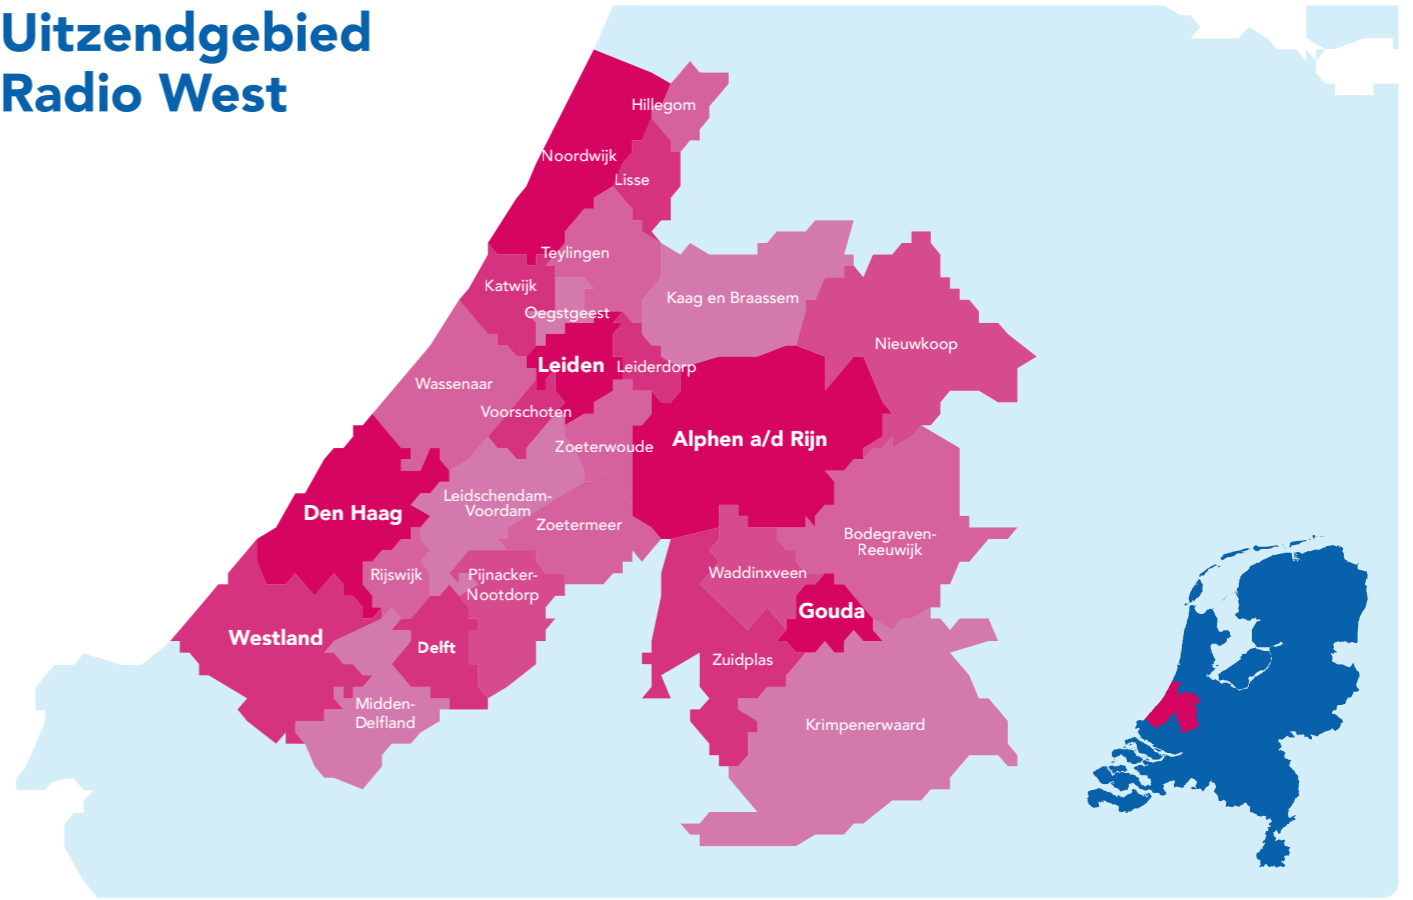 Uitzendgebied
Radio West
Hillegom
Noordwijk
Lisse
Teylingen
Katwijk
Kaag en Braassem
Oegstgeest
Nieuwkoop
Leiden
Leiderdorp
Wassenaar
Voorschoten
Alphen a/d Rijn
Zoeterwoude
Leidschendam-
Voordam
Den Haag
Zoetermeer
Bodegraven-
Reeuwijk
Rijswijk
Pijnacker-
Nootdorp
Waddinxveen
Gouda
Westland
Delft
Zuidplas
Midden-
Delfland
Krimpenerwaard